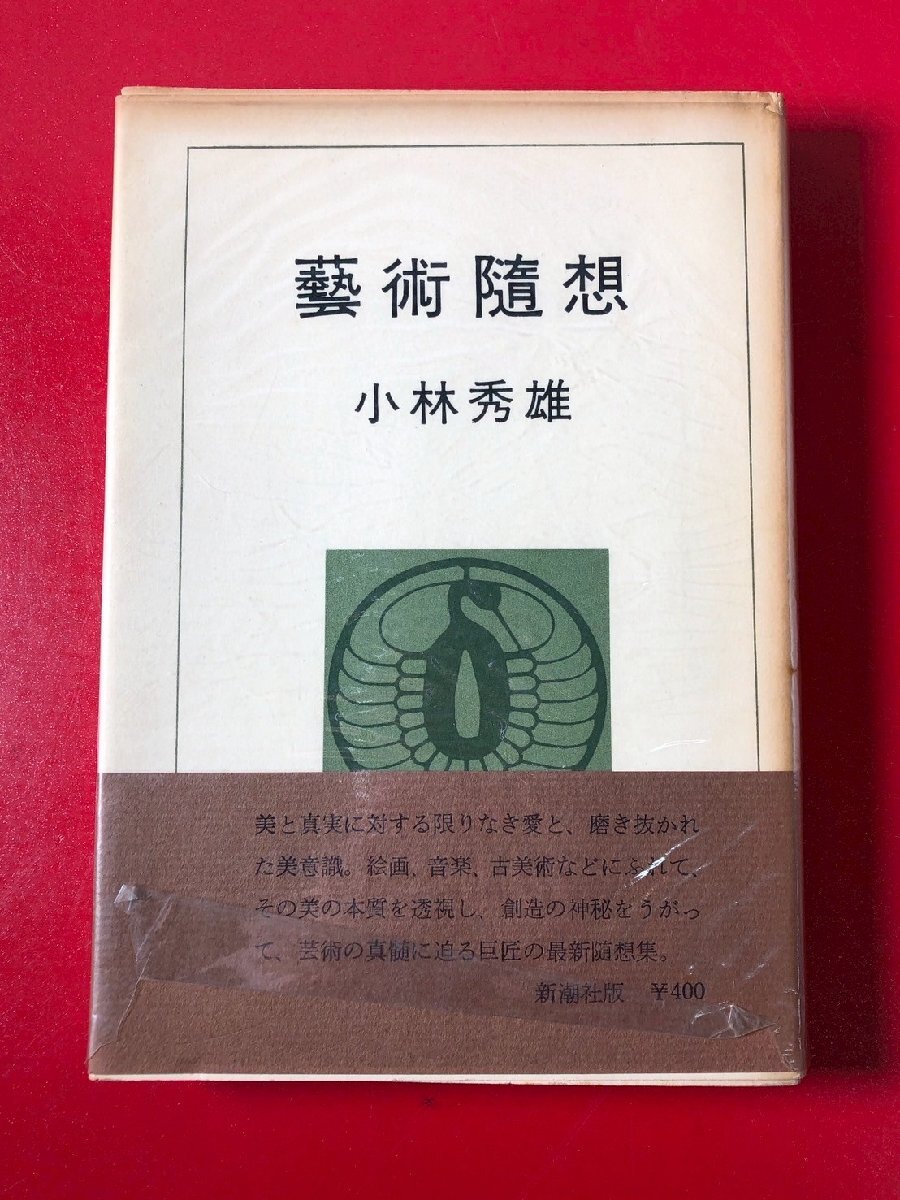 藝術隨想
小林秀雄
美と真実に対する限りなき愛と、磨き抜かれ
た美意識。絵画、音楽、古美術などにふれて、
その美の本質を透視し、創造の神秘をうがっ
て、芸術の真髄に迫る巨匠の最新随想集。
新潮社版 ¥400